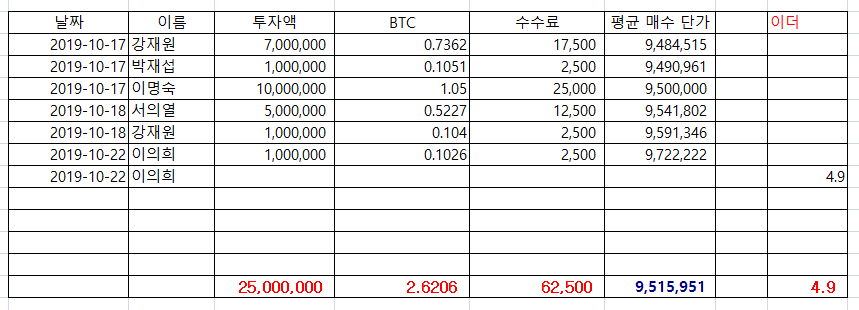 날짜 이름 투자액 BTC 수수료 평균 매수 단가 이더
2019-10-17 강재원 7,000,000 0.7362 17,500 9,484,515
2019-10-17 박재섭 1,000,000 0.1051 2,500 9,490,961
2019-10-17 이명숙 10,000,000 1.05 25,000 9,500,000
2019-10-18 서의열 5,000,000 0.5227 12,500 9,541,802
2019-10-18 강재원 1,000,000 0.104 2,500 9,591,346
2019-10-22 이의희 1,000,000 0.1026 2,500 9,722,222
2019-10-22 이의희 4.9
25,000,000 2.6206 62,500 9,515,951 4.9